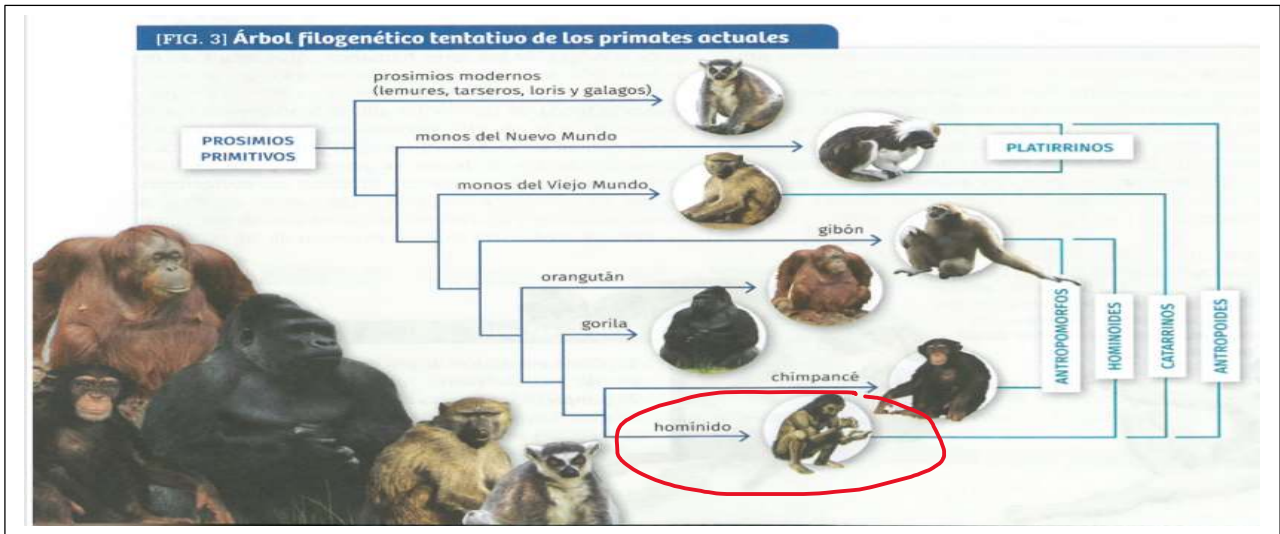 [FIG. 3] Árbol filogenético tentativo de los primates actuales
prosimios modernos
(lemures, tarseros, loris y galagos)
PROSIMIOS
PRIMITIVOS
monos del Nuevo Mundo
PLATIRRINOS
monos del Viejo Mundo
gibón
orangután
gorila
chimpancé
homínido
ANTROPOMORFOS
HOMINOIDES
CATARRINOS
ANTROPOIDES